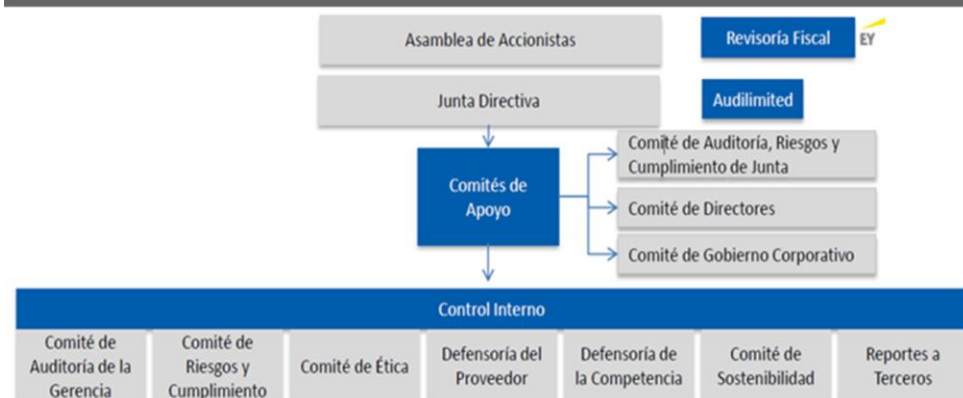 Asamblea de Accionistas
Revisoría Fiscal
EY
Junta Directiva
Audilimited
Comités de
Apoyo
Comité de Auditoría, Riesgos y
Cumplimiento de Junta
Comité de Directores
Comité de Gobierno Corporativo
Control Interno
Comité de
Auditoría de la
Gerencia
Comité de
Riesgos y
Cumplimiento
Comité de Ética
Defensoría del
Proveedor
Defensoría de
la Competencia
Comité de
Sostenibilidad
Reportes a
Terceros